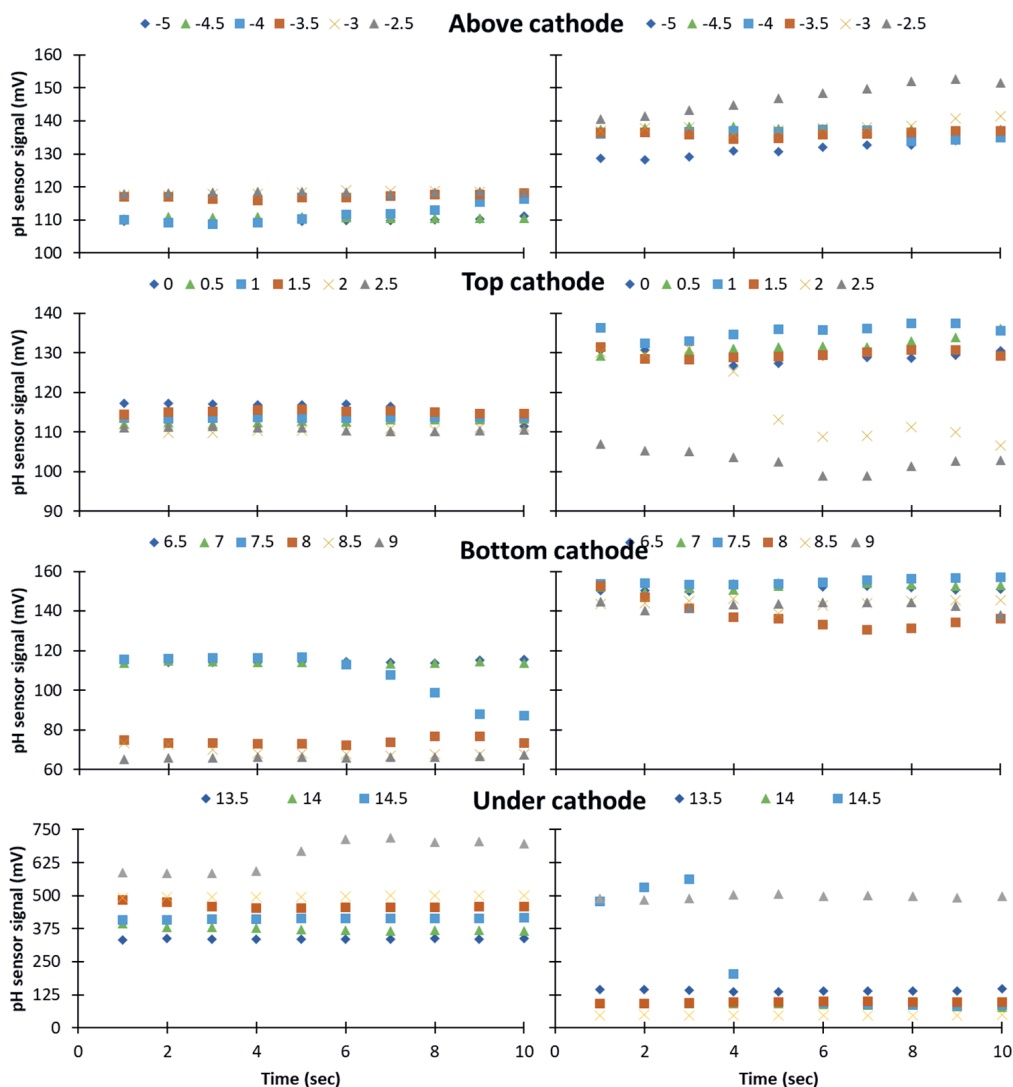 -5 -4.5 -4 -3.5 -3 -2.5 Above cathode -5 -4.5 -4 -3.5 -3 -2.5
pH sensor signal (mV)
160
150
140
130
120
110
100
0 0.5 1 1.5 2 2.5 Top cathode 0 0.5 1 1.5 2 2.5
pH sensor signal (mV)
140
130
120
110
100
90
6.5 7 7.5 8 8.5 9 Bottom cathode 6.5 7 7.5 8 8.5 9
pH sensor signal (mV)
160
140
120
100
80
60
13.5 14 14.5 Under cathode 13.5 14 14.5
pH sensor signal (mV)
750
625
500
375
250
125
0
0 2 4 6 8 10 0 2 4 6 8 10
Time (sec) Time (sec)